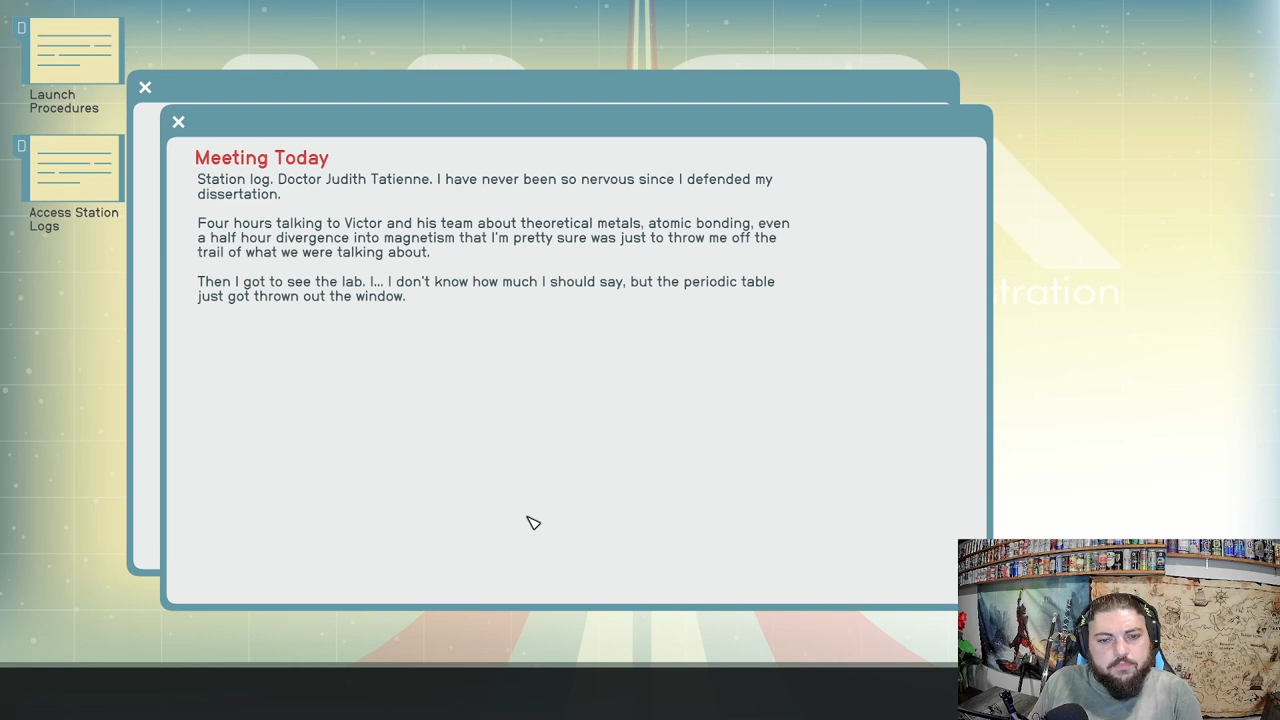 Launch
Procedures
Access Station
Logs
Meeting Today
Station log. Doctor Judith Tatienne. I have never been so nervous since I defended my
dissertation.
Four hours talking to Victor and his team about theoretical metals, atomic bonding, even
a half hour divergence into magnetism that I'm pretty sure was just to throw me off the
trail of what we were talking about.
Then I got to see the lab. I... I don't know how much I should say, but the periodic table
just got thrown out the window.
stration